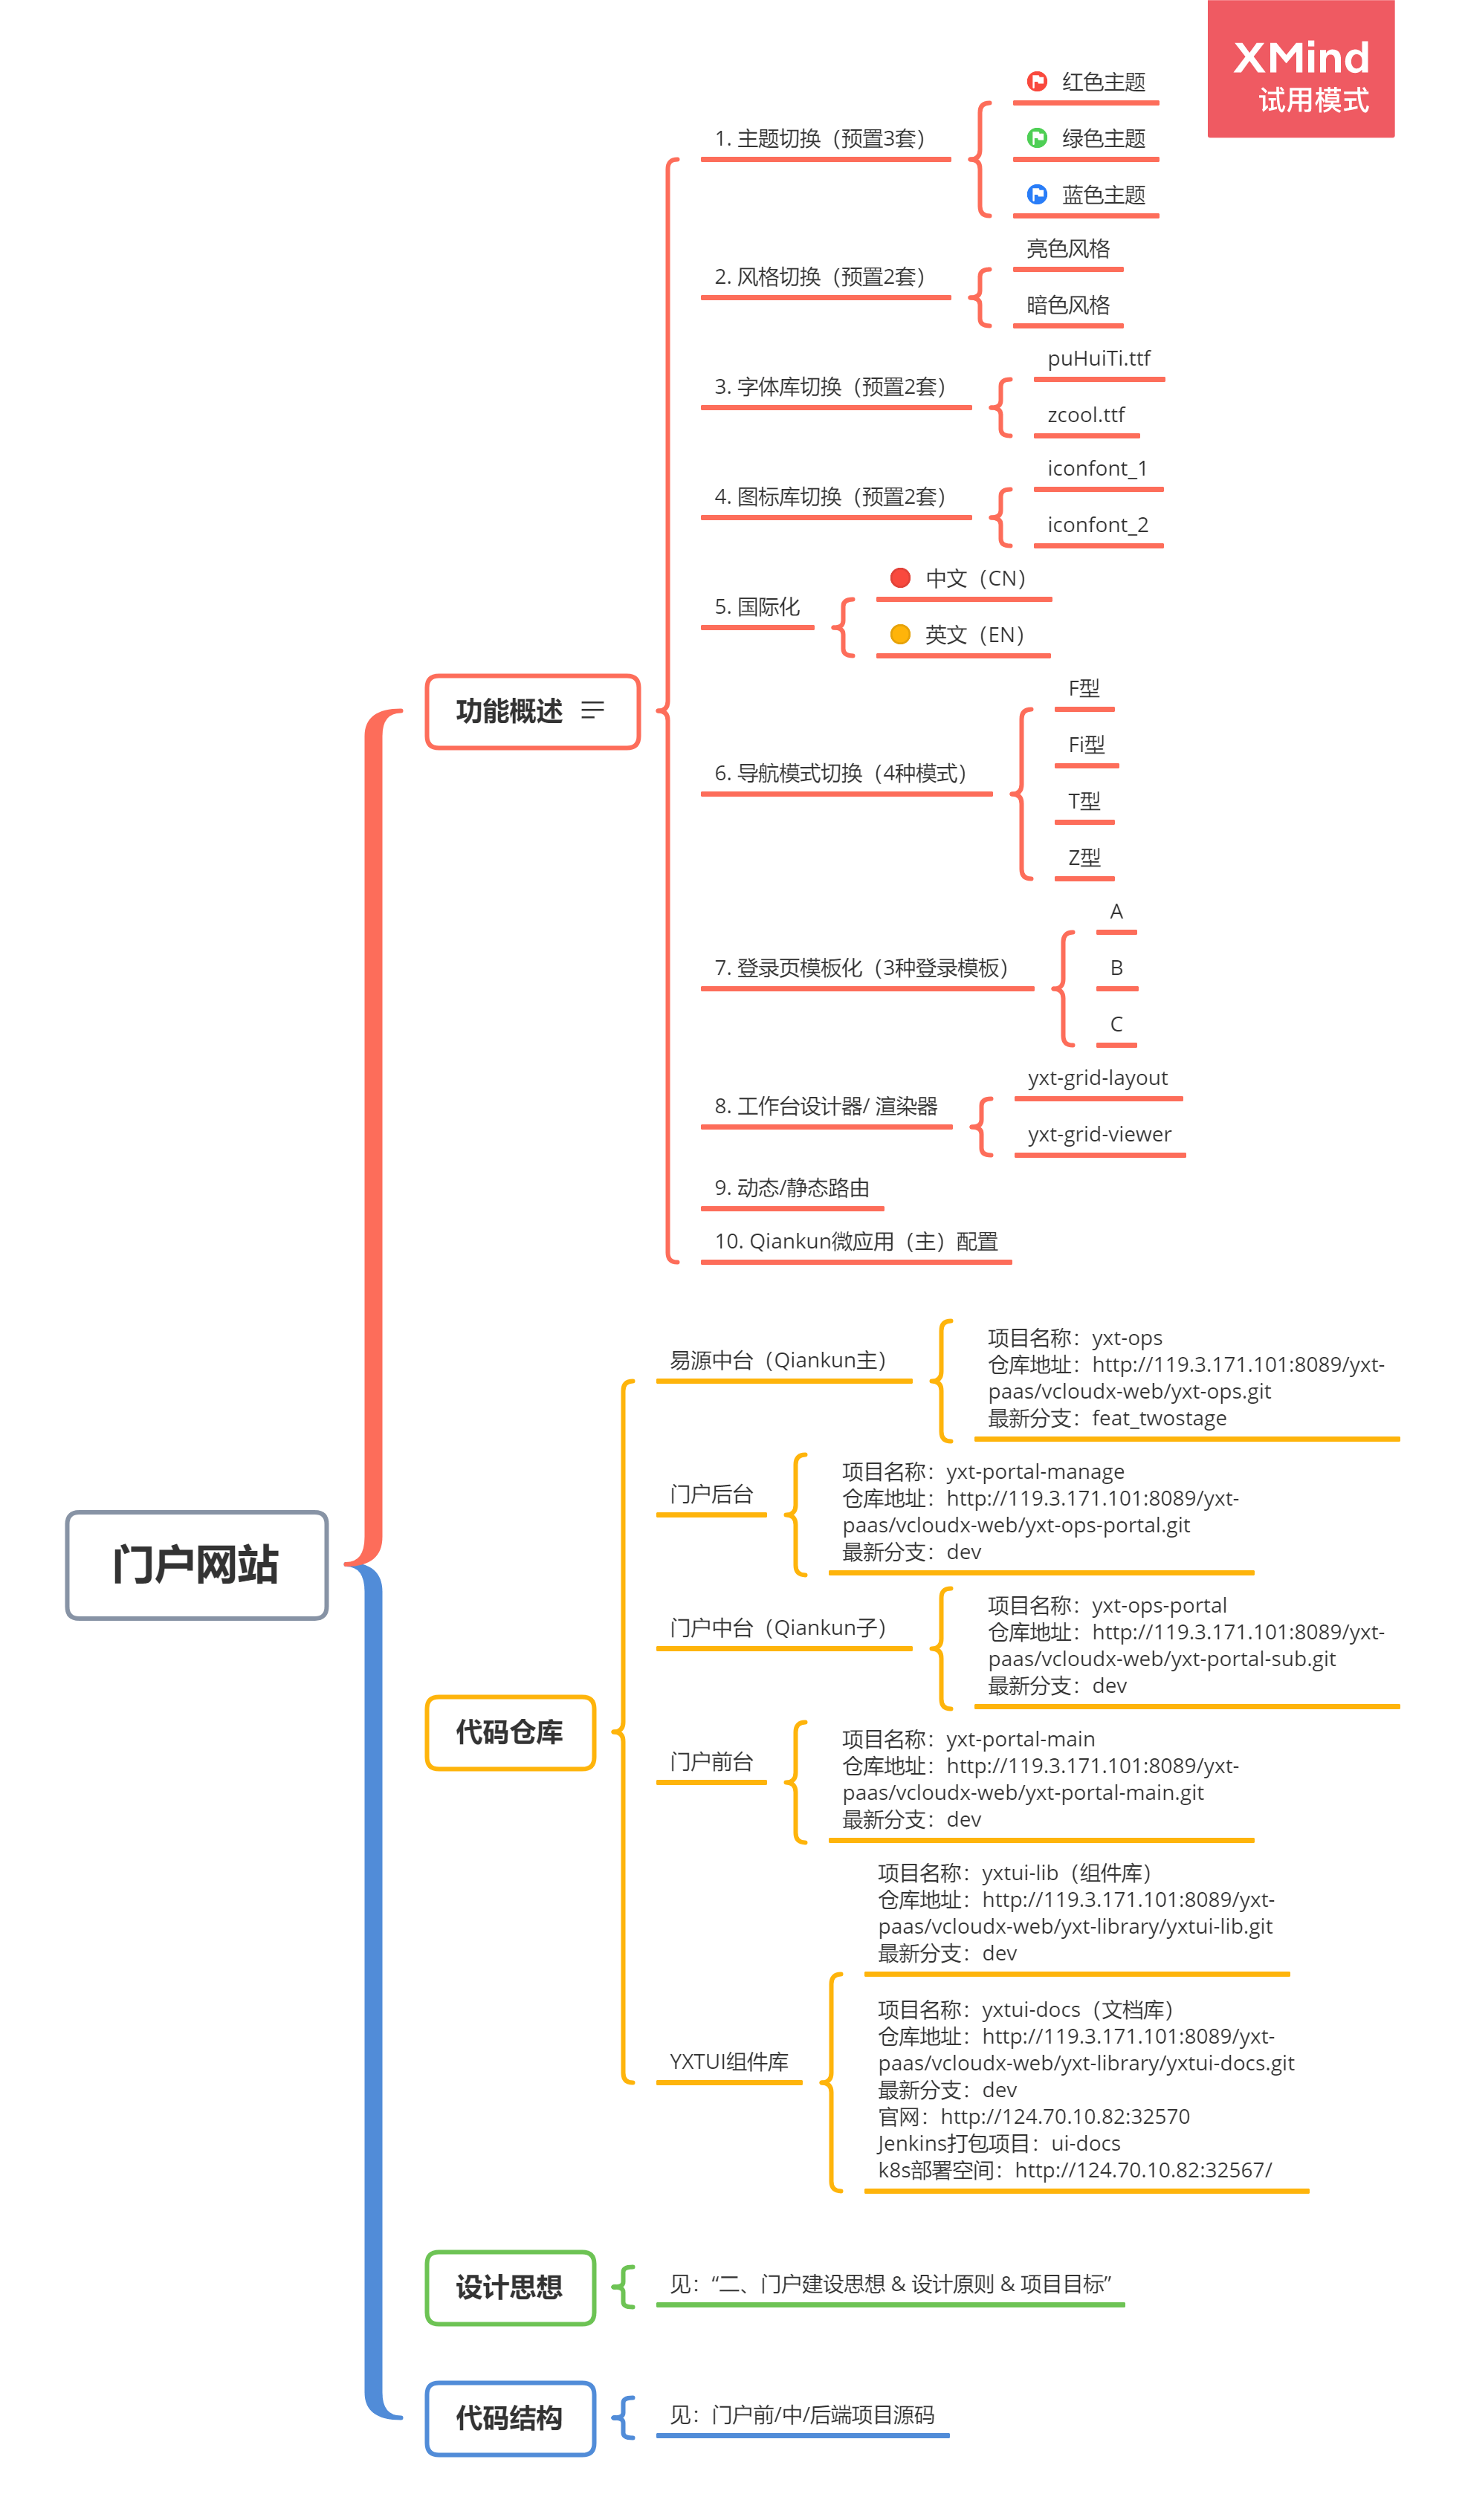 XMind
试用模式
门户网站
功能概述
1. 主题切换（预置3套）
红色主题
绿色主题
蓝色主题
2. 风格切换（预置2套）
亮色风格
暗色风格
3. 字体库切换（预置2套）
puHuiTi.ttf
zcool.ttf
4. 图标库切换（预置2套）
iconfont_1
iconfont_2
5. 国际化
中文（CN）
英文（EN）
6. 导航模式切换（4种模式）
F型
Fi型
T型
Z型
7. 登录页模板化（3种登录模板）
A
B
C
8. 工作台设计器/ 渲染器
yxt-grid-layout
yxt-grid-viewer
9. 动态/静态路由
10. Qiankun微应用（主）配置
代码仓库
易源中台（Qiankun主）
项目名称：yxt-ops
仓库地址：http://119.3.171.101:8089/yxt-
paas/vcloudx-web/yxt-ops.git
最新分支：feat_twostage
门户后台
项目名称：yxt-portal-manage
仓库地址：http://119.3.171.101:8089/yxt-
paas/vcloudx-web/yxt-ops-portal.git
最新分支：dev
门户中台（Qiankun子）
项目名称：yxt-ops-portal
仓库地址：http://119.3.171.101:8089/yxt-
paas/vcloudx-web/yxt-portal-sub.git
最新分支：dev
门户前台
项目名称：yxt-portal-main
仓库地址：http://119.3.171.101:8089/yxt-
paas/vcloudx-web/yxt-portal-main.git
最新分支：dev
YXTUI组件库
项目名称：yxtui-lib（组件库）
仓库地址：http://119.3.171.101:8089/yxt-
paas/vcloudx-web/yxt-library/yxtui-lib.git
最新分支：dev
项目名称：yxtui-docs（文档库）
仓库地址：http://119.3.171.101:8089/yxt-
paas/vcloudx-web/yxt-library/yxtui-docs.git
最新分支：dev
官网：http://124.70.10.82:32570
Jenkins打包项目：ui-docs
k8s部署空间：http://124.70.10.82:32567/
设计思想
见：“二、门户建设思想 & 设计原则 & 项目目标”
代码结构
见：门户前/中/后端项目源码